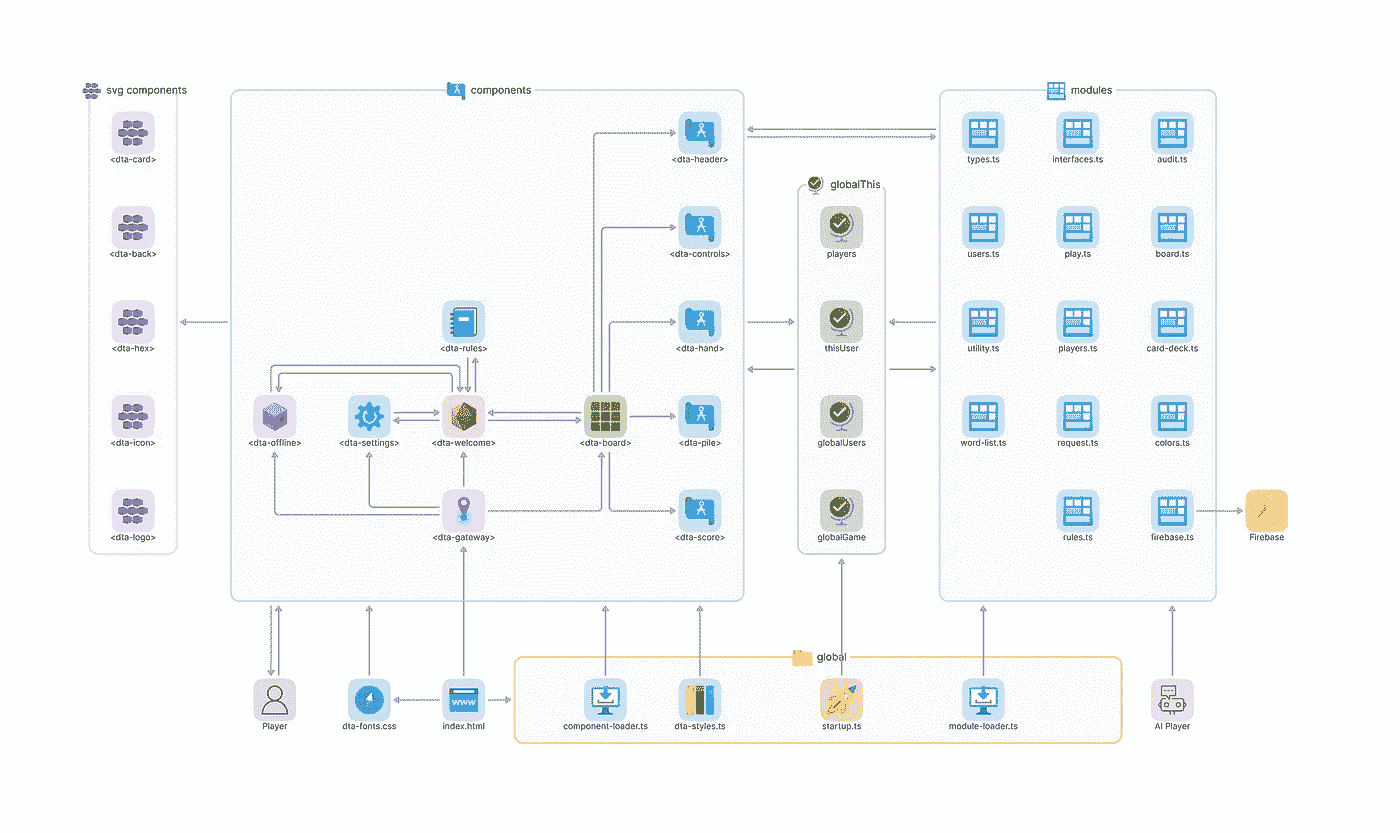 svg components
<dta-card>
<dta-back>
<dta-hex>
<dta-icon>
<dta-logo>
components
<dta-header>
<dta-controls>
<dta-rules>
<dta-hand>
<dta-offline>
<dta-settings>
<dta-welcome>
<dta-board>
<dta-pile>
<dta-gateway>
<dta-score>
globalThis
players
thisUser
globalUsers
globalGame
modules
types.ts
interfaces.ts
audit.ts
users.ts
play.ts
board.ts
utility.ts
players.ts
card-deck.ts
word-list.ts
request.ts
colors.ts
rules.ts
firebase.ts
Firebase
Player
dta-fonts.css
www
index.html
global
component-loader.ts
dta-styles.ts
startup.ts
module-loader.ts
AI Player